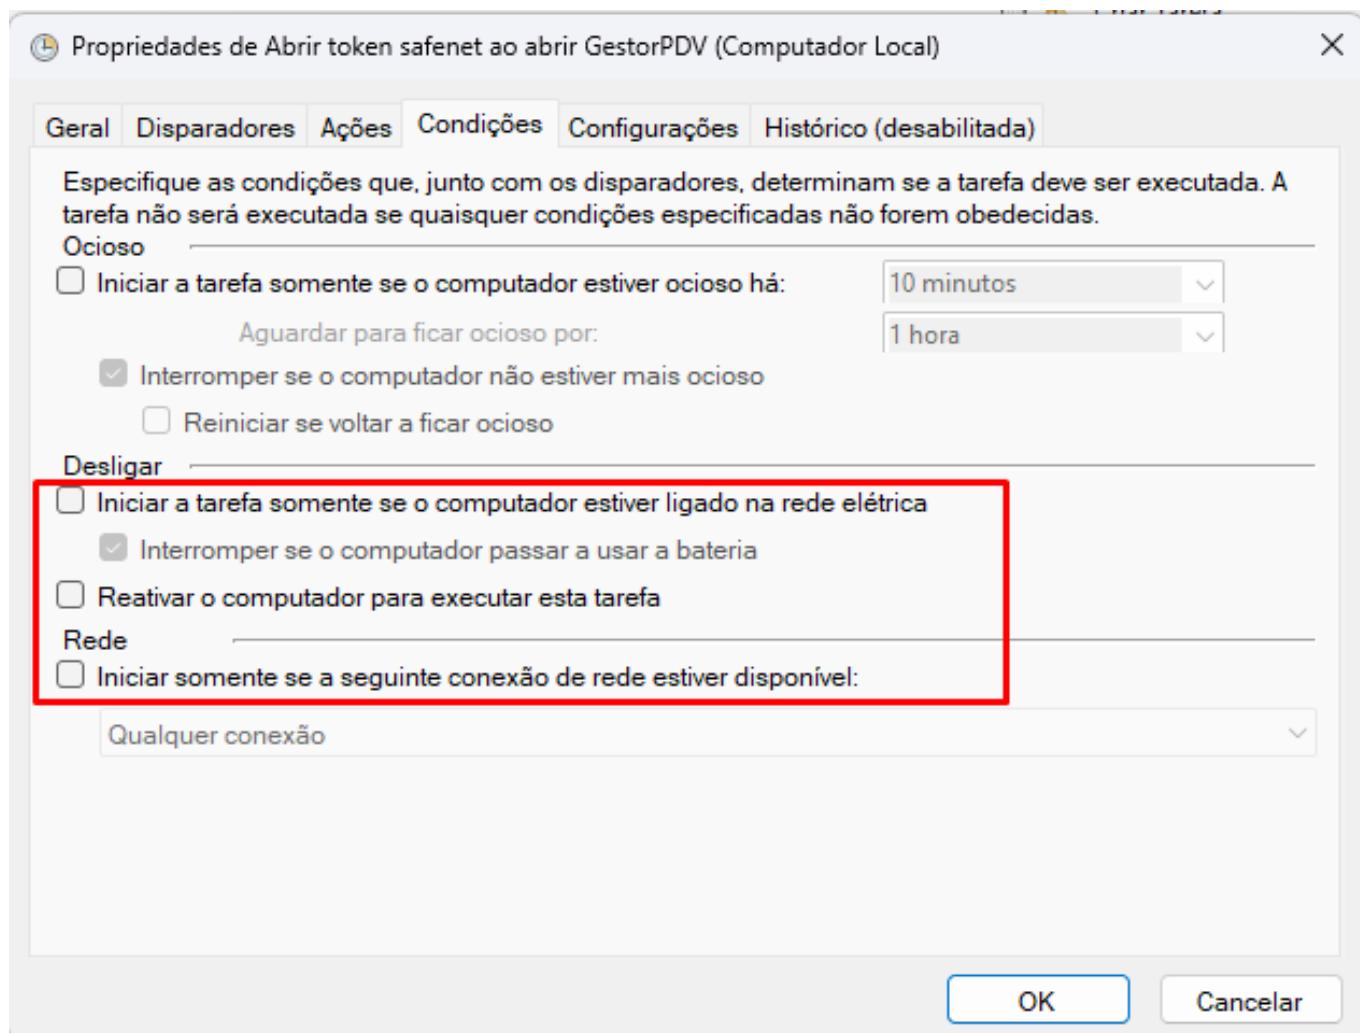 Propriedades de Abrir token safenet ao abrir GestorPDV (Computador Local)
Geral Disparadores Ações Condições Configurações Histórico (desabilitada)
Especifique as condições que, junto com os disparadores, determinam se a tarefa deve ser executada. A
tarefa não será executada se quaisquer condições especificadas não forem obedecidas.
Ocioso
Iniciar a tarefa somente se o computador estiver ocioso há: 10 minutos
Aguardar para ficar ocioso por: 1 hora
Interromper se o computador não estiver mais ocioso
Reiniciar se voltar a ficar ocioso
Desligar
Iniciar a tarefa somente se o computador estiver ligado na rede elétrica
Interromper se o computador passar a usar a bateria
Reativar o computador para executar esta tarefa
Rede
Iniciar somente se a seguinte conexão de rede estiver disponível:
Qualquer conexão
OK Cancelar